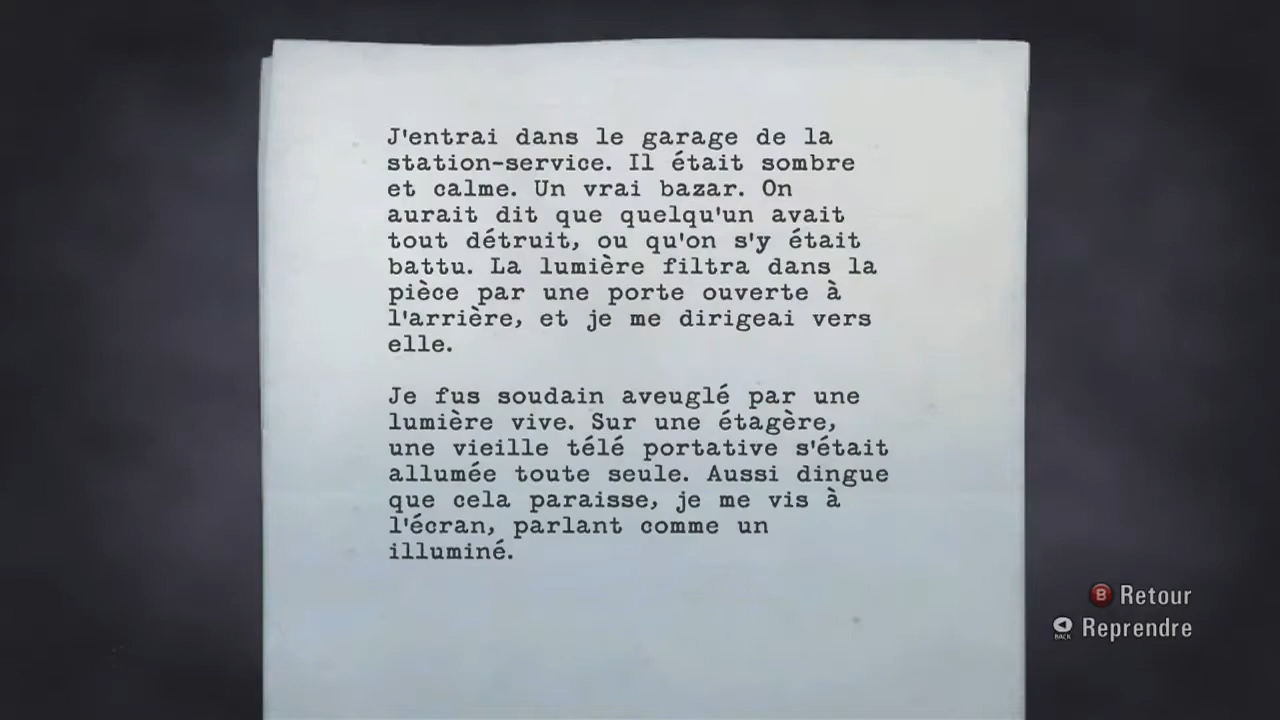 J'entrai dans le garage de la
station-service. Il était sombre
et calme. Un vrai bazar. On
aurait dit que quelqu'un avait
tout détruit, ou qu'on s'y était
battu. La lumière filtra dans la
pièce par une porte ouverte à
l'arrière, et je me dirigeai vers
elle.

Je fus soudain aveuglé par une
lumière vive. Sur une étagère,
une vieille télé portative s'était
allumée toute seule. Aussi dingue
que cela paraisse, je me vis à
l'écran, parlant comme un
illuminé.
B Retour
BACK Reprendre